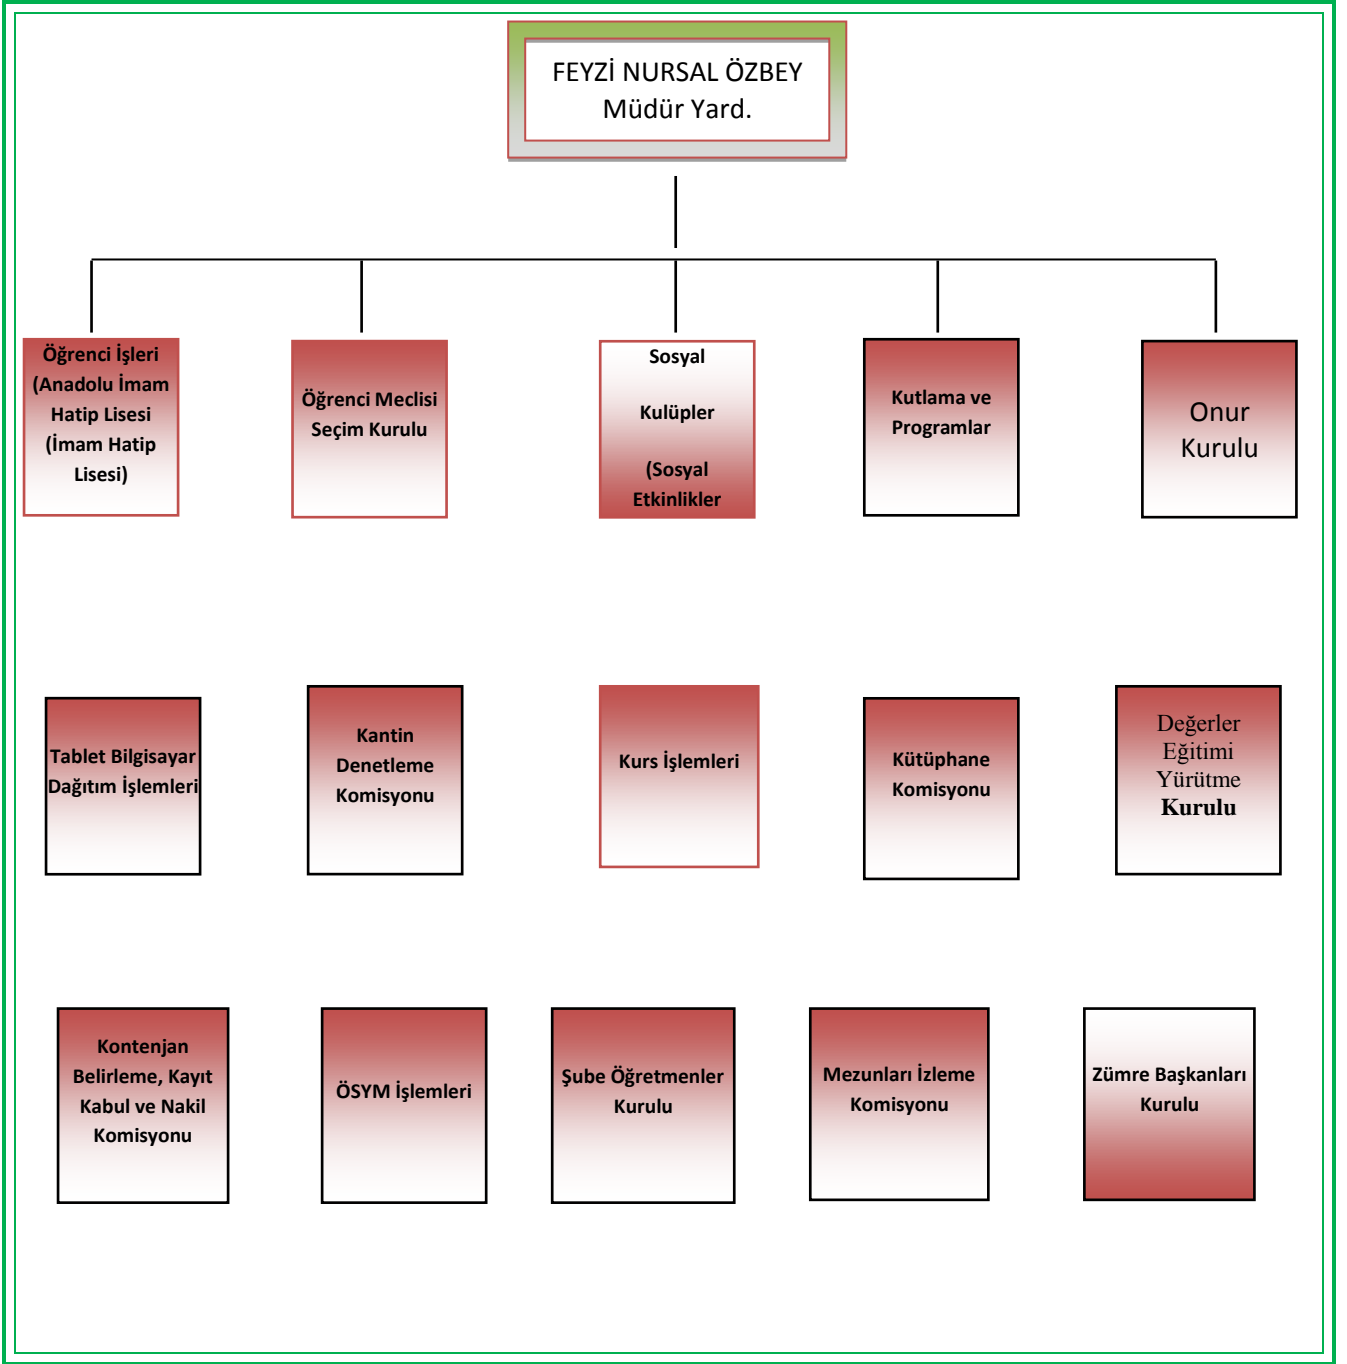 FEYZİ NURSAL ÖZBEY
Müdür Yard.
Öğrenci İşleri
(Anadolu İmam
Hatip Lisesi
(İmam Hatip
Lisesi)
Öğrenci Meclisi
Seçim Kurulu
Sosyal
Kulüpler
(Sosyal
Etkinlikler
Kutlama ve
Programlar
Onur
Kurulu
Tablet Bilgisayar
Dağıtım İşlemleri
Kantin
Denetleme
Komisyonu
Kurs İşlemleri
Kütüphane
Komisyonu
Değerler
Eğitimi
Yürütme
Kurulu
Kontenjan
Belirleme, Kayıt
Kabul ve Nakil
Komisyonu
ÖSYM İşlemleri
Şube Öğretmenler
Kurulu
Mezunları İzleme
Komisyonu
Zümre Başkanları
Kurulu